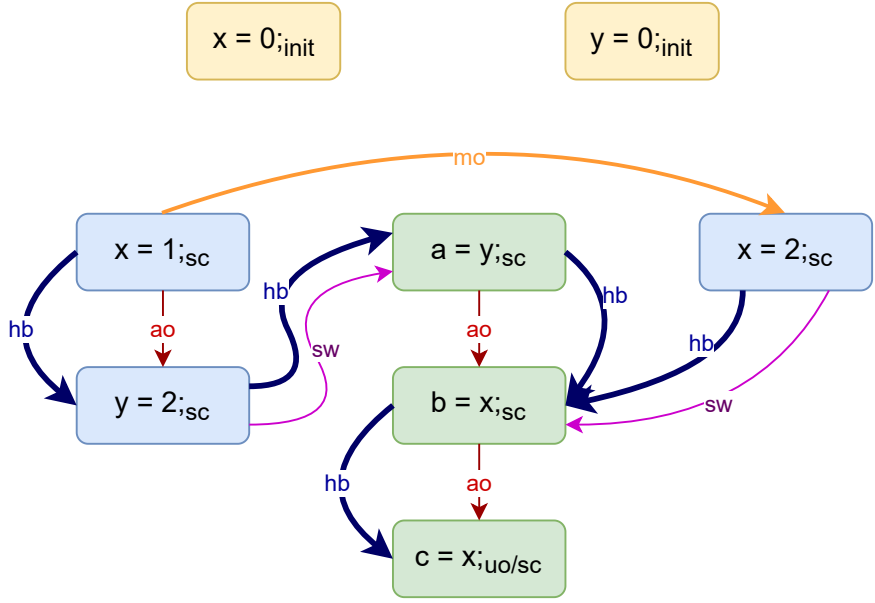 x = 0;init
y = 0;init
mo
x = 1;sc
a = y;sc
x = 2;sc
hb
hb
hb
ao
ao
hb
sw
y = 2;sc
b = x;sc
sw
hb
ao
c = x;uo/sc